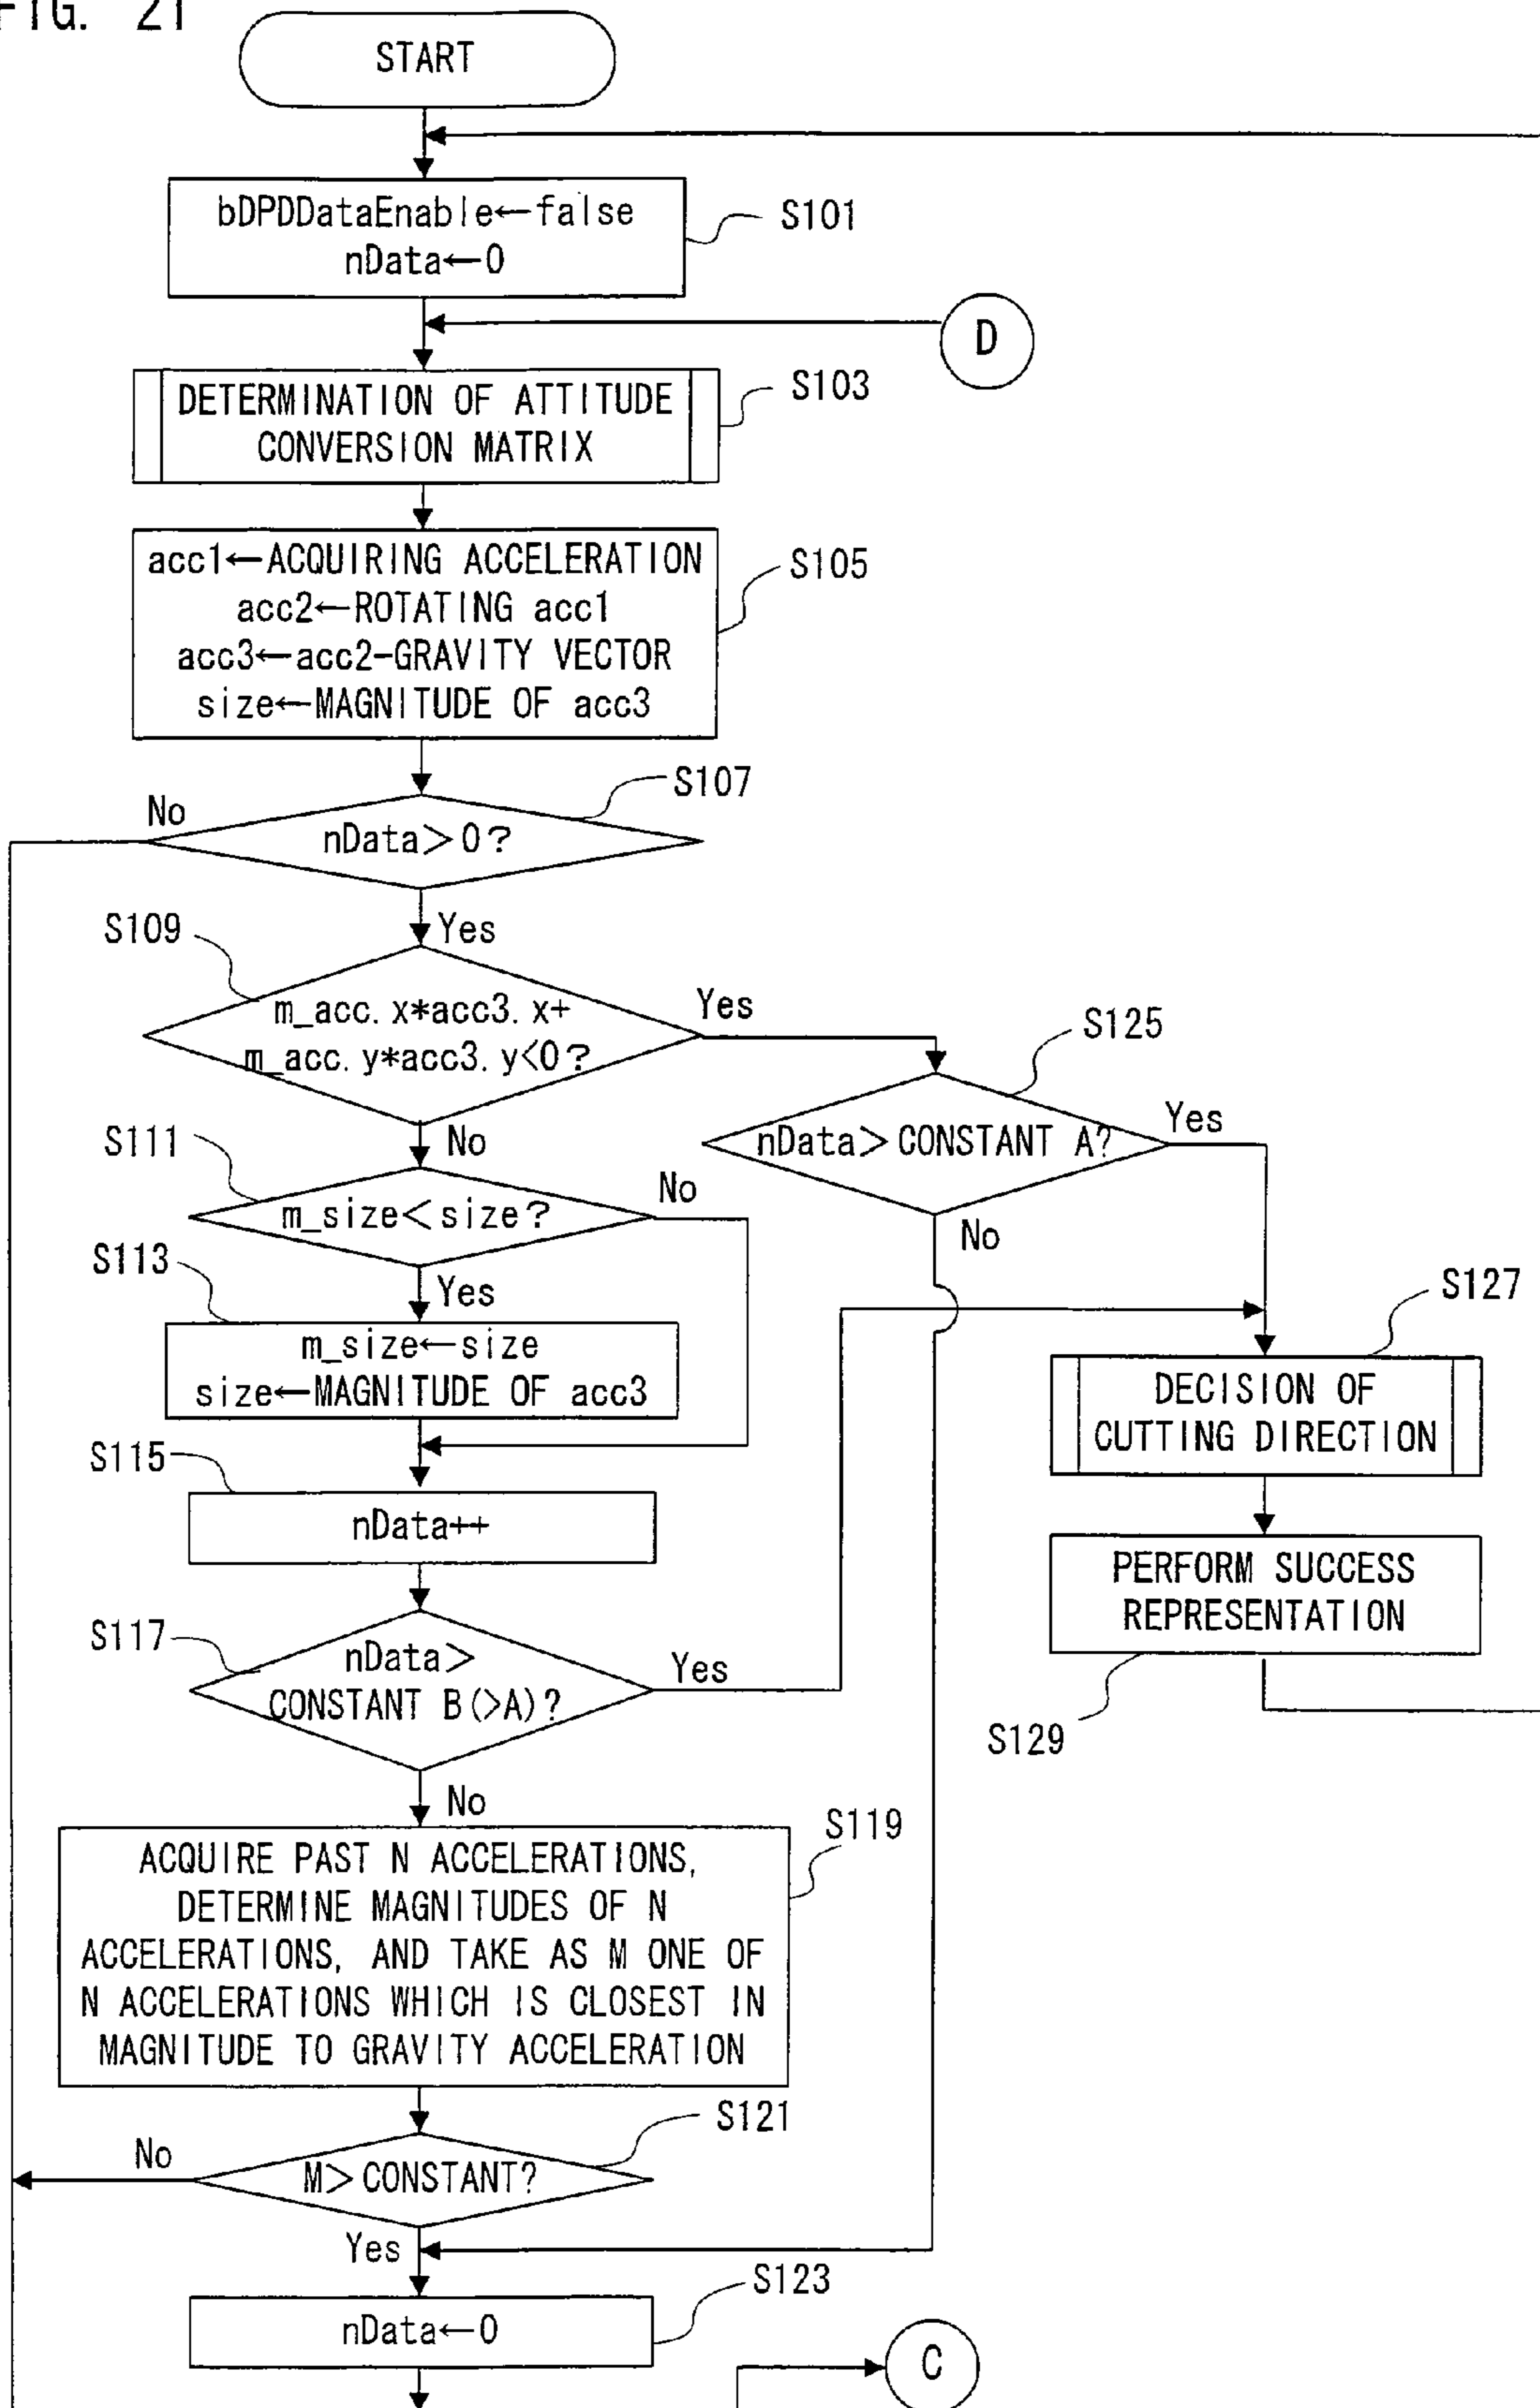 FIG. 21
START
bDPDDataEnable←false
nData←0
S101
D
DETERMINATION OF ATTITUDE
CONVERSION MATRIX
S103
acc1←ACQUIRING ACCELERATION
acc2←ROTATING acc1
acc3←acc2-GRAVITY VECTOR
size←MAGNITUDE OF acc3
S105
S107
No
nData>0?
Yes
S109
m_acc. x*acc3. x+
m_acc. y*acc3. y<0?
Yes
S125
nData>CONSTANT A?
Yes
No
No
S111
m_size<size?
No
S113
Yes
m_size←size
size←MAGNITUDE OF acc3
S127
DECISION OF
CUTTING DIRECTION
S115
nData++
PERFORM SUCCESS
REPRESENTATION
S129
S117
nData>
CONSTANT B(>A)?
Yes
No
S119
ACQUIRE PAST N ACCELERATIONS,
DETERMINE MAGNITUDES OF N
ACCELERATIONS, AND TAKE AS M ONE OF
N ACCELERATIONS WHICH IS CLOSEST IN
MAGNITUDE TO GRAVITY ACCELERATION
S121
No
M>CONSTANT?
Yes
S123
nData←0
C